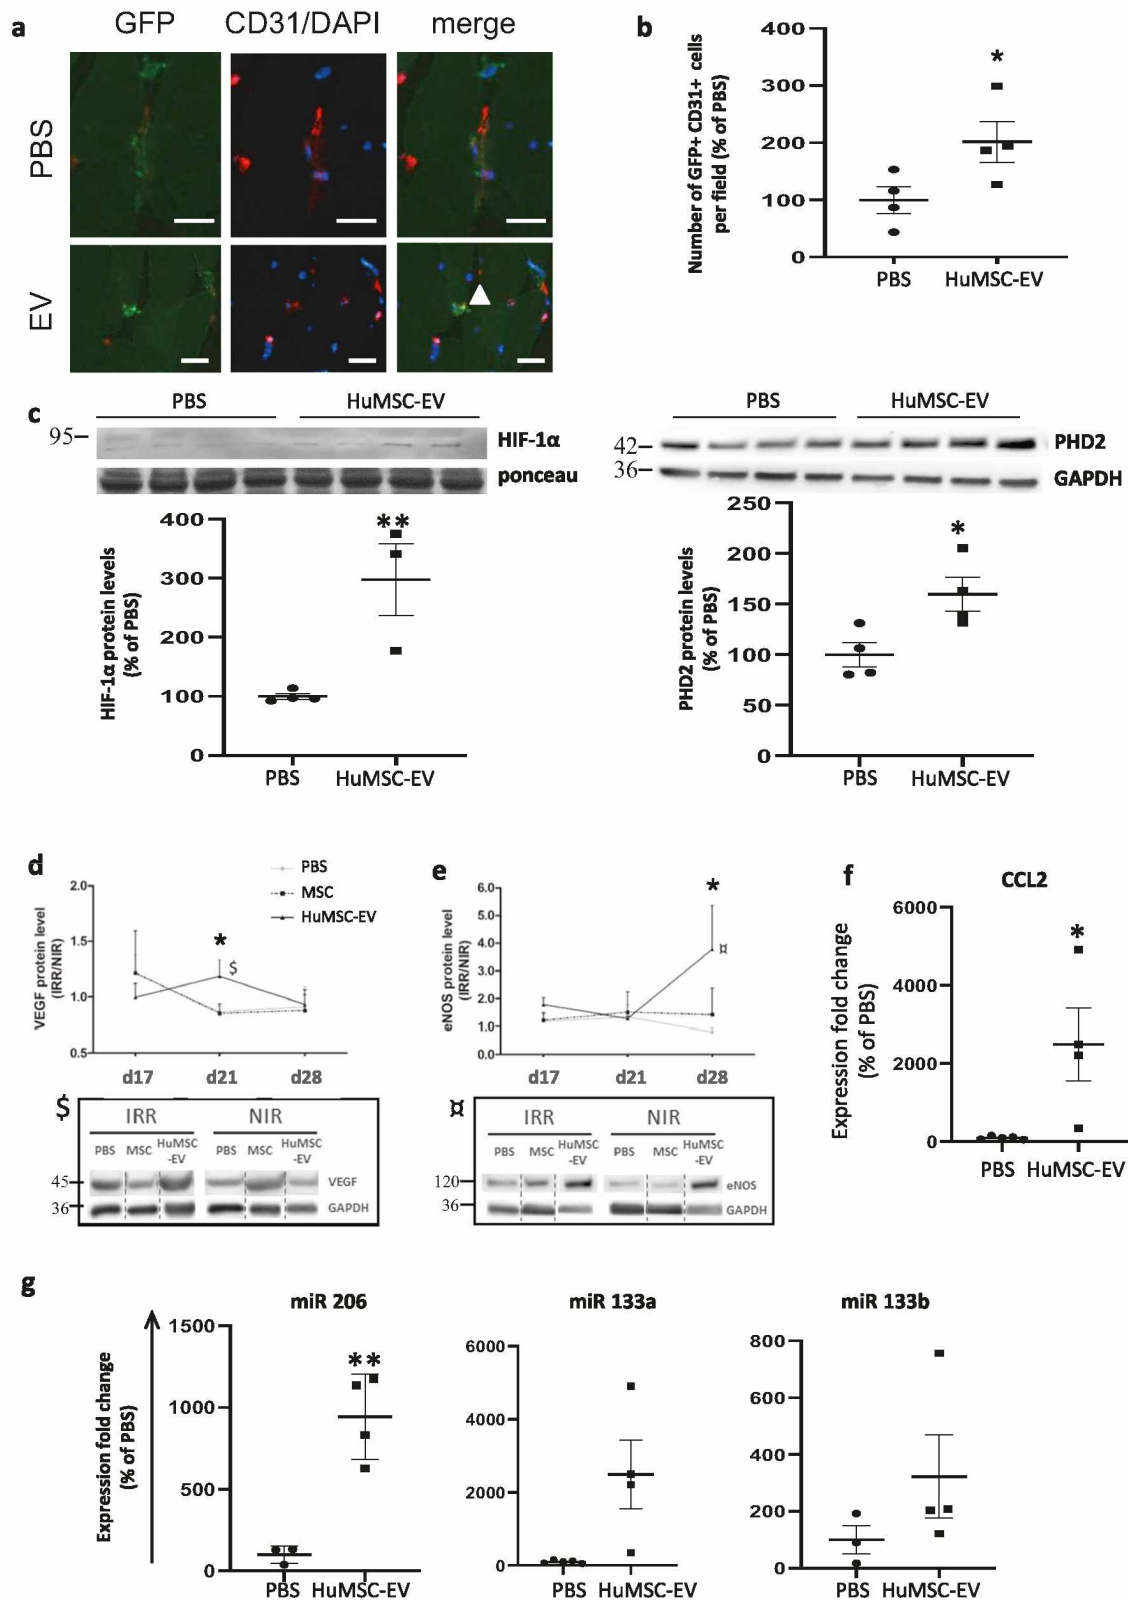 a
GFP CD31/DAPI merge
PBS
EV
b
Number of GFP+ CD31+ cells
per field (% of PBS)
400
300
200
100
0
*
PBS HuMSC-EV
c
PBS HuMSC-EV
95–
HIF-1α
ponceau
HIF-1α protein levels
(% of PBS)
400
300
200
100
0
**
PBS HuMSC-EV
PBS HuMSC-EV
42–
36–
PHD2
GAPDH
PHD2 protein levels
(% of PBS)
250
200
150
100
50
0
*
PBS HuMSC-EV
d
PBS
MSC
HuMSC-EV
VEGF protein level
(IRR/NIR)
2.0
1.5
1.0
0.5
*
$
d17 d21 d28
$
IRR NIR
PBS MSC HuMSC
-EV
PBS MSC HuMSC
-EV
45
36
VEGF
GAPDH
e
eNOS protein level
(IRR/NIR)
6.0
5.0
4.0
3.0
2.0
1.0
0.0
*
¤
d17 d21 d28
¤
IRR NIR
PBS MSC HuMSC
-EV
PBS MSC HuMSC
-EV
120
36
eNOS
GAPDH
f
CCL2
Expression fold change
(% of PBS)
6000
4000
2000
0
*
PBS HuMSC-EV
g
Expression fold change
(% of PBS)
miR 206
1500
1000
500
0
**
PBS HuMSC-EV
miR 133a
6000
4000
2000
0
PBS HuMSC-EV
miR 133b
800
600
400
200
0
PBS HuMSC-EV